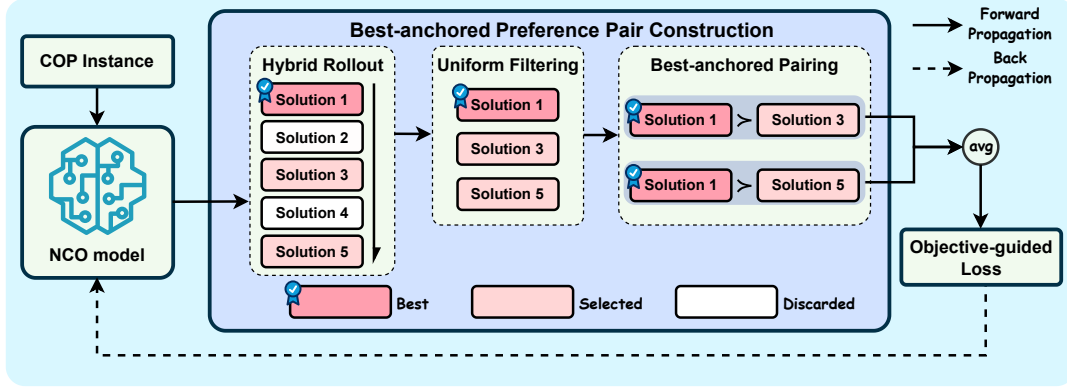 COP Instance
NCO model
Best-anchored Preference Pair Construction
Hybrid Rollout
Solution 1
Solution 2
Solution 3
Solution 4
Solution 5
Uniform Filtering
Solution 1
Solution 3
Solution 5
Best-anchored Pairing
Solution 1 ≻ Solution 3
Solution 1 ≻ Solution 5
Best
Selected
Discarded
Forward
Propagation
Back
Propagation
avg
Objective-guided
Loss